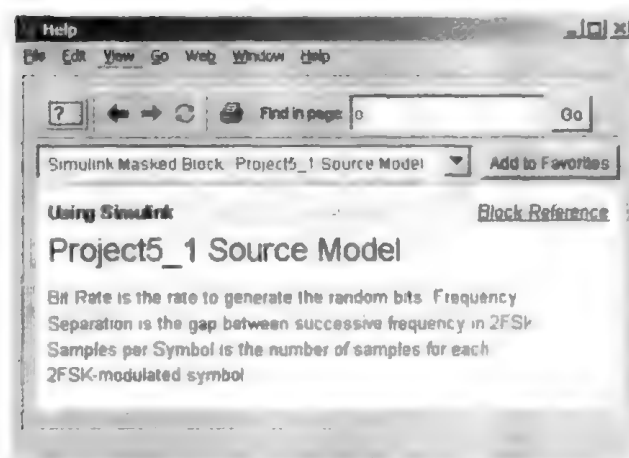 Help
File Edit View Go Web Window Help
? Find in page: o Go
Simulink Masked Block: Project5_1 Source Model Add to Favorites
Using Simulink Block Reference
Project5_1 Source Model
Bit Rate is the rate to generate the random bits. Frequency
Separation is the gap between successive frequency in 2FSK
Samples per Symbol is the number of samples for each
2FSK-modulated symbol